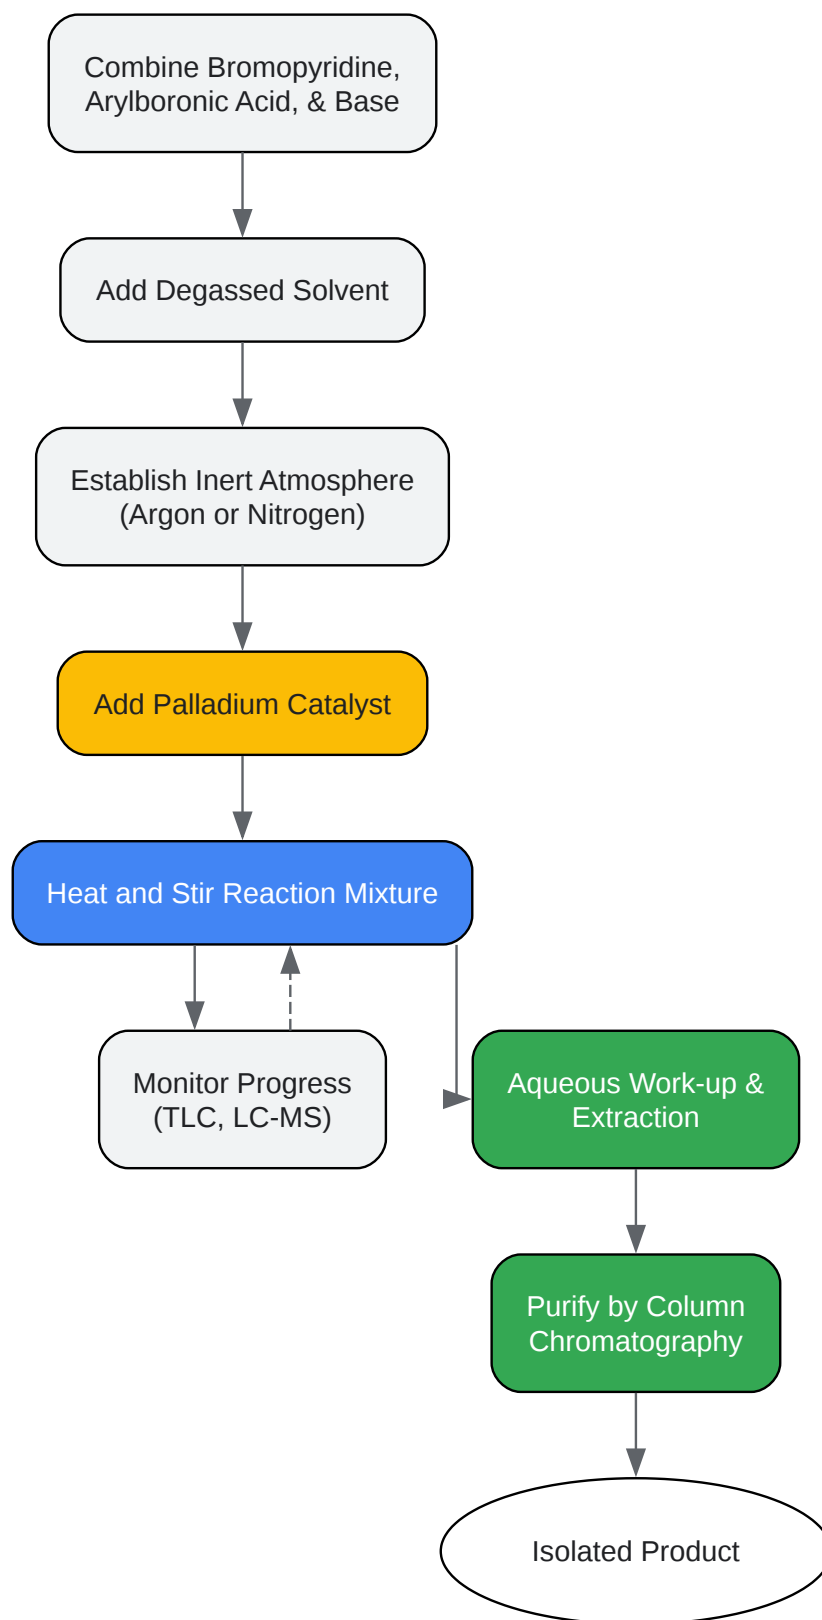 Combine Bromopyridine,
Arylboronic Acid, & Base
Add Degassed Solvent
Establish Inert Atmosphere
(Argon or Nitrogen)
Add Palladium Catalyst
Heat and Stir Reaction Mixture
Monitor Progress
(TLC, LC-MS)
Aqueous Work-up &
Extraction
Purify by Column
Chromatography
Isolated Product